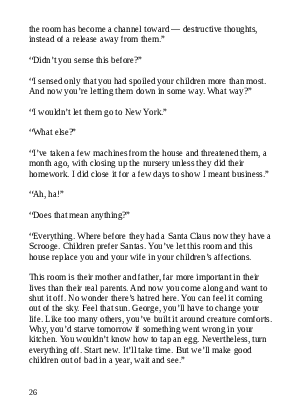 the room has become a channel toward — destructive thoughts,
instead of a release away from them.”
“Didn’t you sense this before?”
“I sensed only that you had spoiled your children more than most.
And now you’re letting them down in some way. What way?”
“I wouldn’t let them go to New York.”
“What else?”
“I’ve taken a few machines from the house and threatened them, a
month ago, with closing up the nursery unless they did their
homework. I did close it for a few days to show I meant business.”
“Ah, ha!”
“Does that mean anything?”
“Everything. Where before they had a Santa Claus now they have a
Scrooge. Children prefer Santas. You’ve let this room and this
house replace you and your wife in your children’s affections.
This room is their mother and father, far more important in their
lives than their real parents. And now you come along and want to
shut it off. No wonder there’s hatred here. You can feel it coming
out of the sky. Feel that sun. George, you’ll have to change your
life. Like too many others, you’ve built it around creature comforts.
Why, you’d starve tomorrow if something went wrong in your
kitchen. You wouldn’t know how to tap an egg. Nevertheless, turn
everything off. Start new. It’ll take time. But we’ll make good
children out of bad in a year, wait and see.”
26